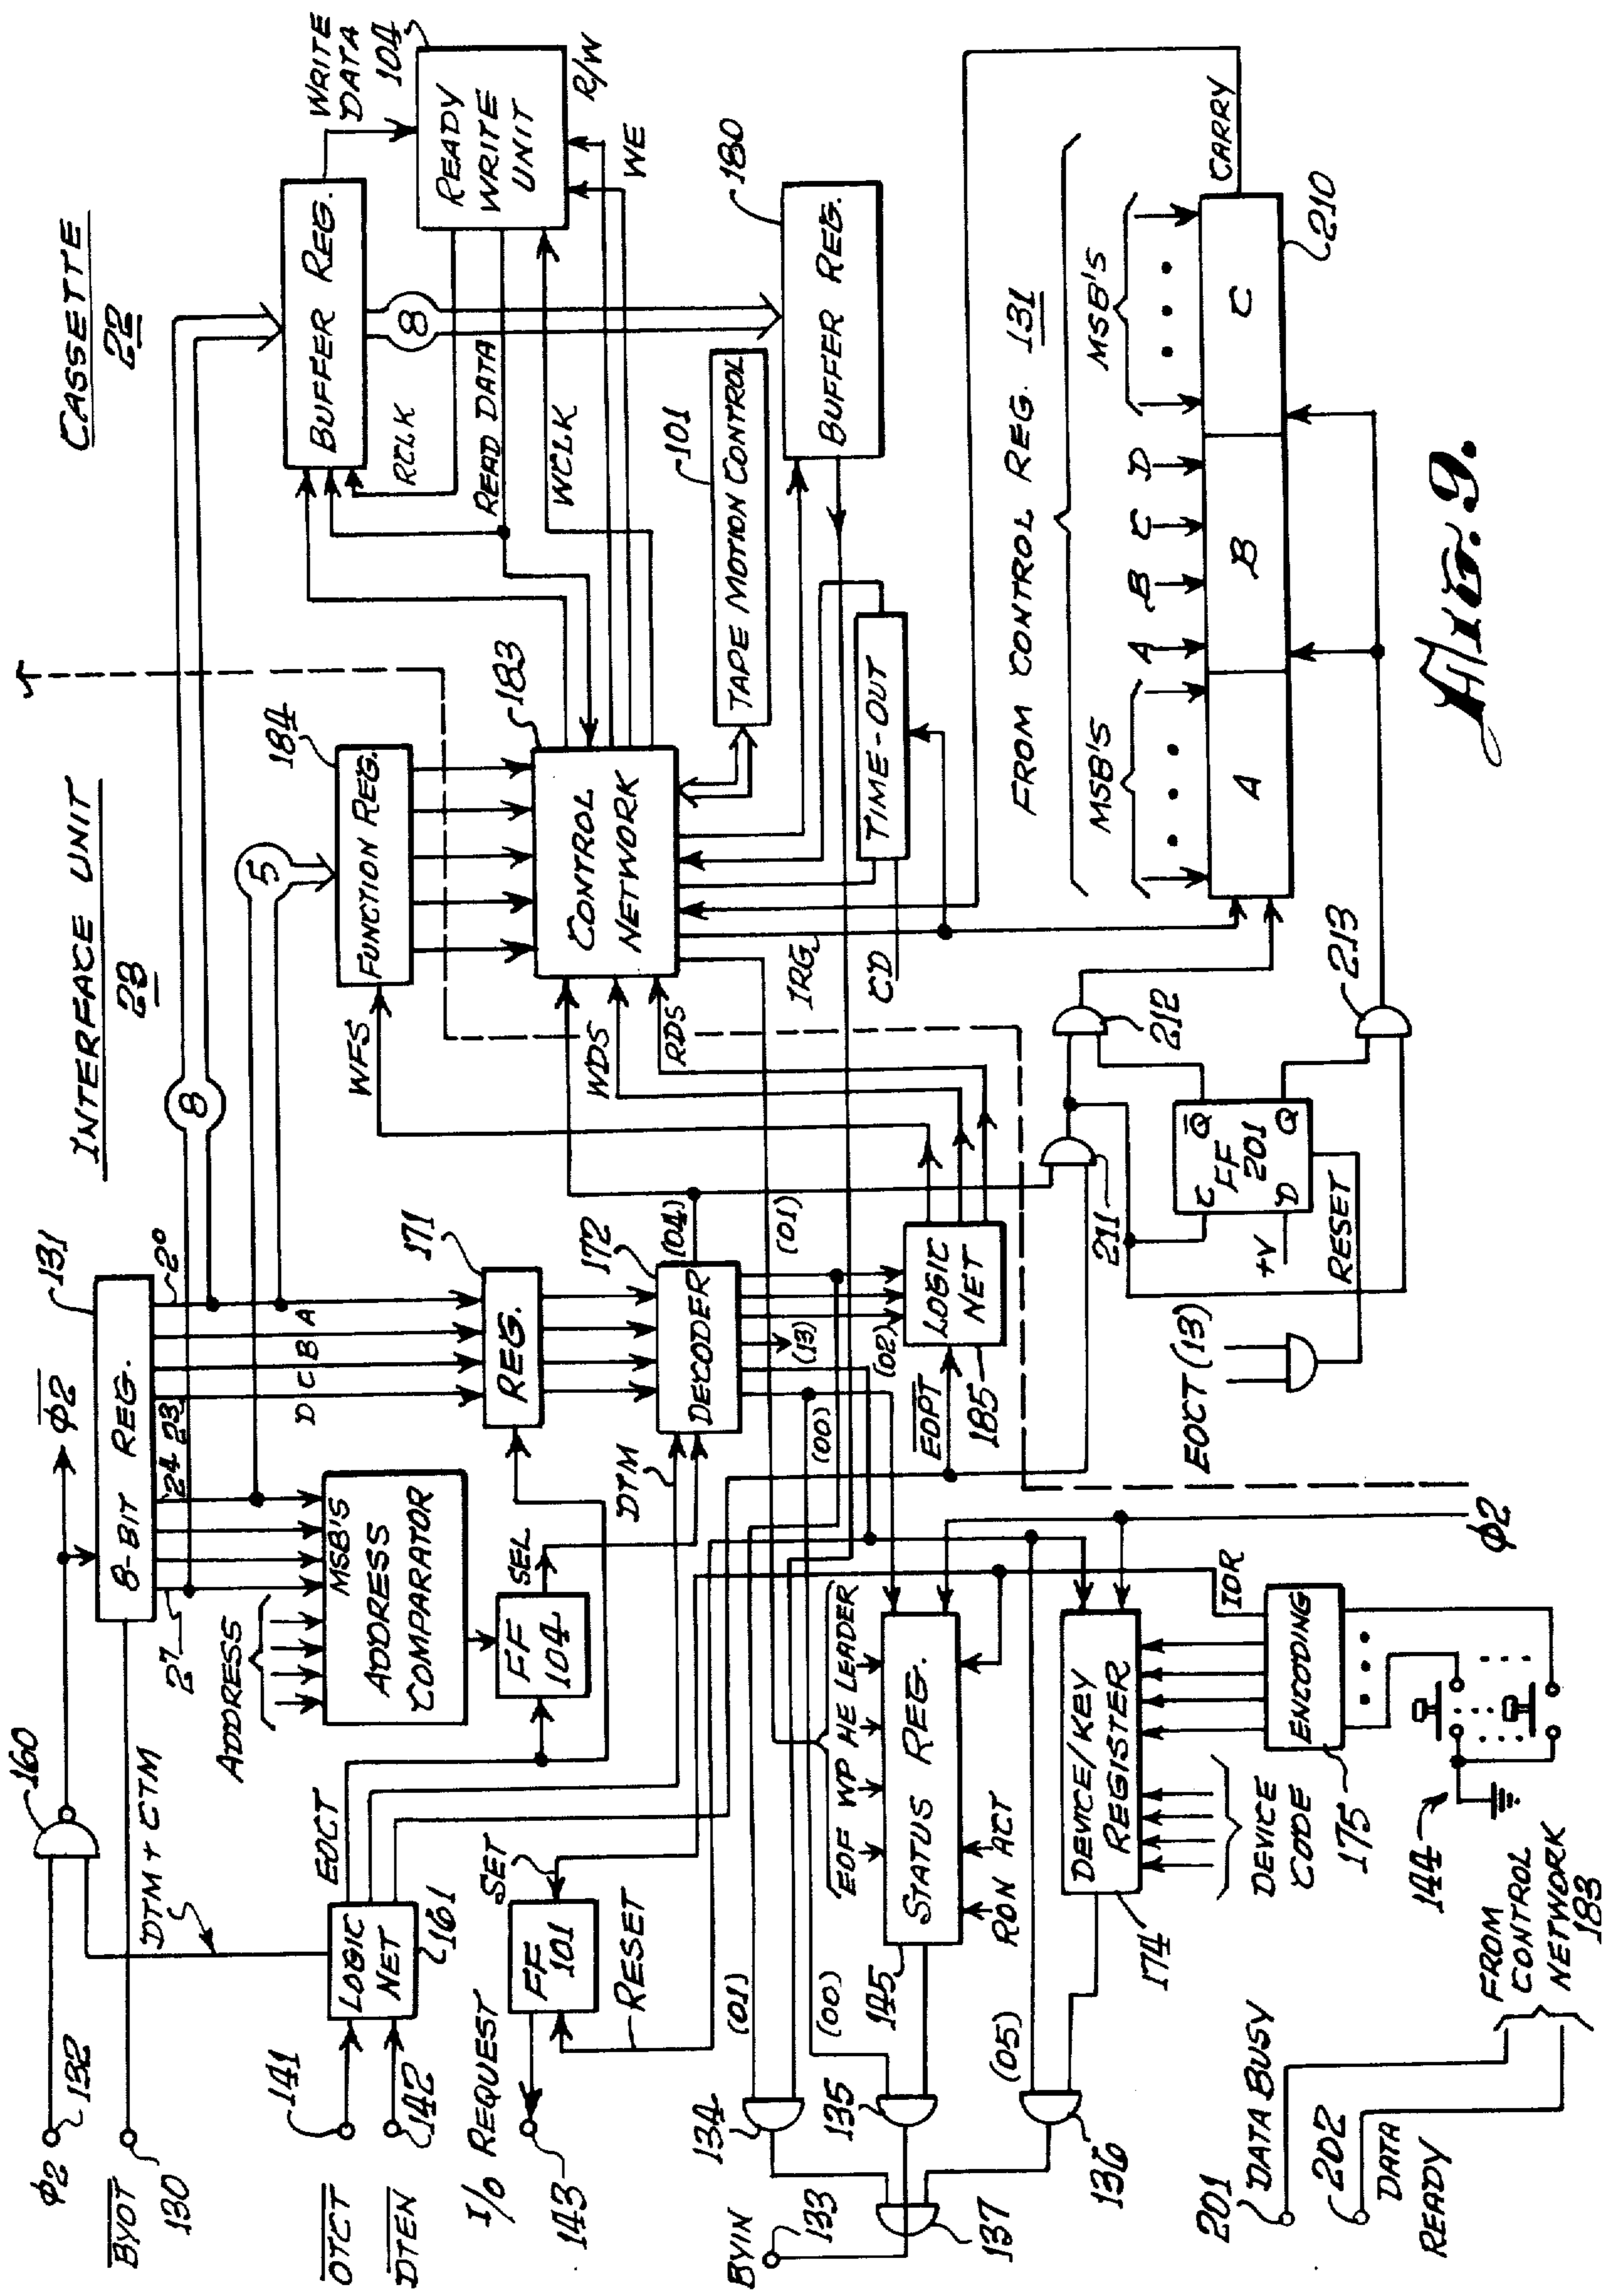 CASSETTE
22
INTERFACE UNIT
23
WRITE
DATA
104
READY
WRITE
UNIT
R/W
WE
BUFFER REG.
8
RCLK
READ DATA
WCLK
180
BUFFER REG.
101
TAPE MOTION CONTROL
TIME-OUT
183
CONTROL
NETWORK
184
FUNCTION REG.
5
8
WFS
WDS
RDS
IRG
CD
FROM CONTROL REG. 131
MSB'S
A B C D
MSB'S
A
B
C
CARRY
210
212
213
211
C
Q̅
FF
201
D
Q
+V
RESET
EOCT (13)
φ2
132
160
φ2̅
131
8-BIT REG.
2⁷
2⁴
2³
2⁰
D C B A
B̅Y̅O̅T̅
130
DTM + CTM
ADDRESS
MSB'S
ADDRESS
COMPARATOR
FF
104
SEL
171
REG.
172
DECODER
(04)
(01)
(13)
(02)
(00)
DTM
LOGIC
NET
185
E̅O̅P̅T̅
O̅T̅C̅T̅
141
D̅T̅E̅N̅
142
LOGIC
NET
161
EOCT
I/O REQUEST
143
FF
101
SET
RESET
(01)
(00)
(05)
134
135
136
137
BYIN
133
EOF WP HE LEADER
STATUS REG.
145
RDN ACT
DEVICE/KEY
REGISTER
174
DEVICE
CODE
IOR
φ2
ENCODING
175
144
FROM
CONTROL
NETWORK
183
201
DATA BUSY
202
DATA
READY
Fig. 9.